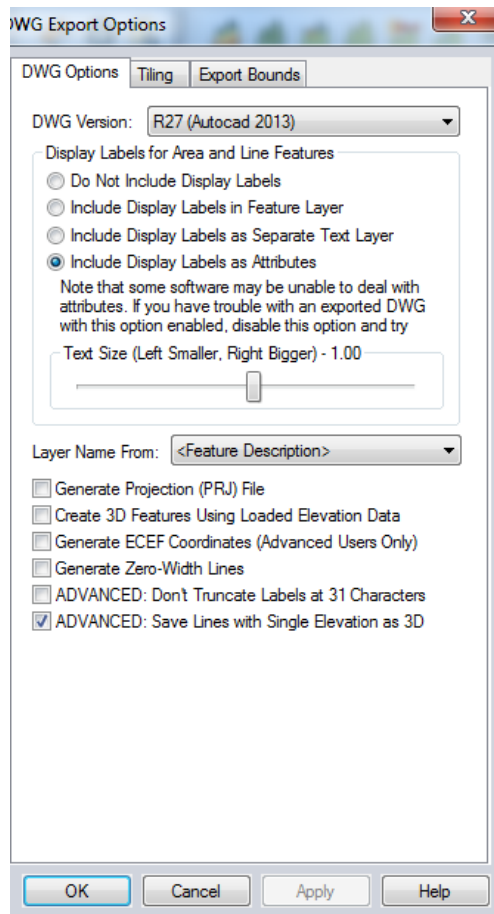 DWG Export Options
DWG Options
Tiling
Export Bounds
DWG Version:
R27 (Autocad 2013)
Display Labels for Area and Line Features
Do Not Include Display Labels
Include Display Labels in Feature Layer
Include Display Labels as Separate Text Layer
Include Display Labels as Attributes
Note that some software may be unable to deal with
attributes. If you have trouble with an exported DWG
with this option enabled, disable this option and try
Text Size (Left Smaller, Right Bigger) - 1.00
Layer Name From:
<Feature Description>
Generate Projection (PRJ) File
Create 3D Features Using Loaded Elevation Data
Generate ECEF Coordinates (Advanced Users Only)
Generate Zero-Width Lines
ADVANCED: Don't Truncate Labels at 31 Characters
ADVANCED: Save Lines with Single Elevation as 3D
OK
Cancel
Apply
Help